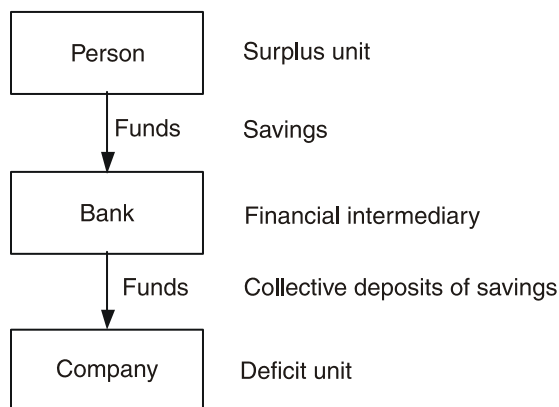 Person
Surplus unit
Funds
Savings
Bank
Financial intermediary
Funds
Collective deposits of savings
Company
Deficit unit